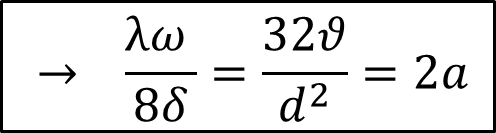 → λω/8δ = 32ϑ/d² = 2a